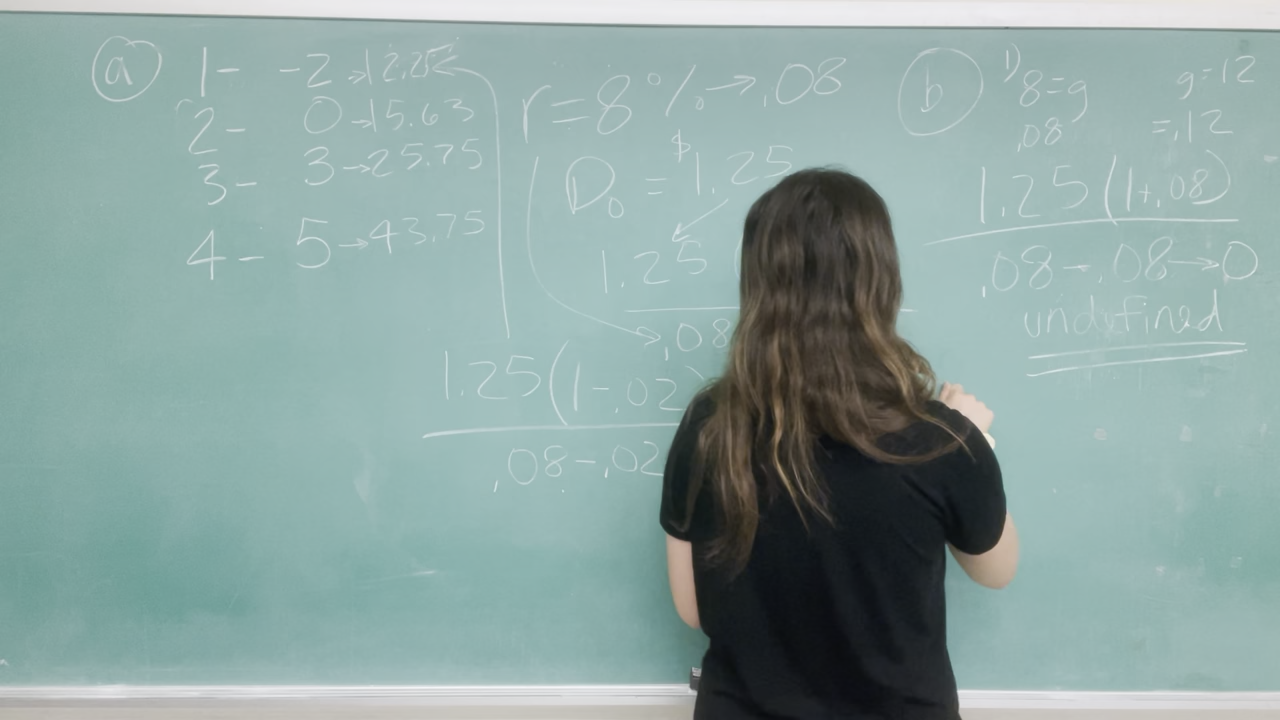 a
1- -2→12.25
2- 0→15.63
3- 3→25.75
4- 5→43.75
r=8%→.08
D₀ = $1.25
1.25
.08
1.25(1-.02)
.08-.02
b
1) 8=g g=12
.08 =.12
1.25(1+.08)
.08-.08→0
undefined